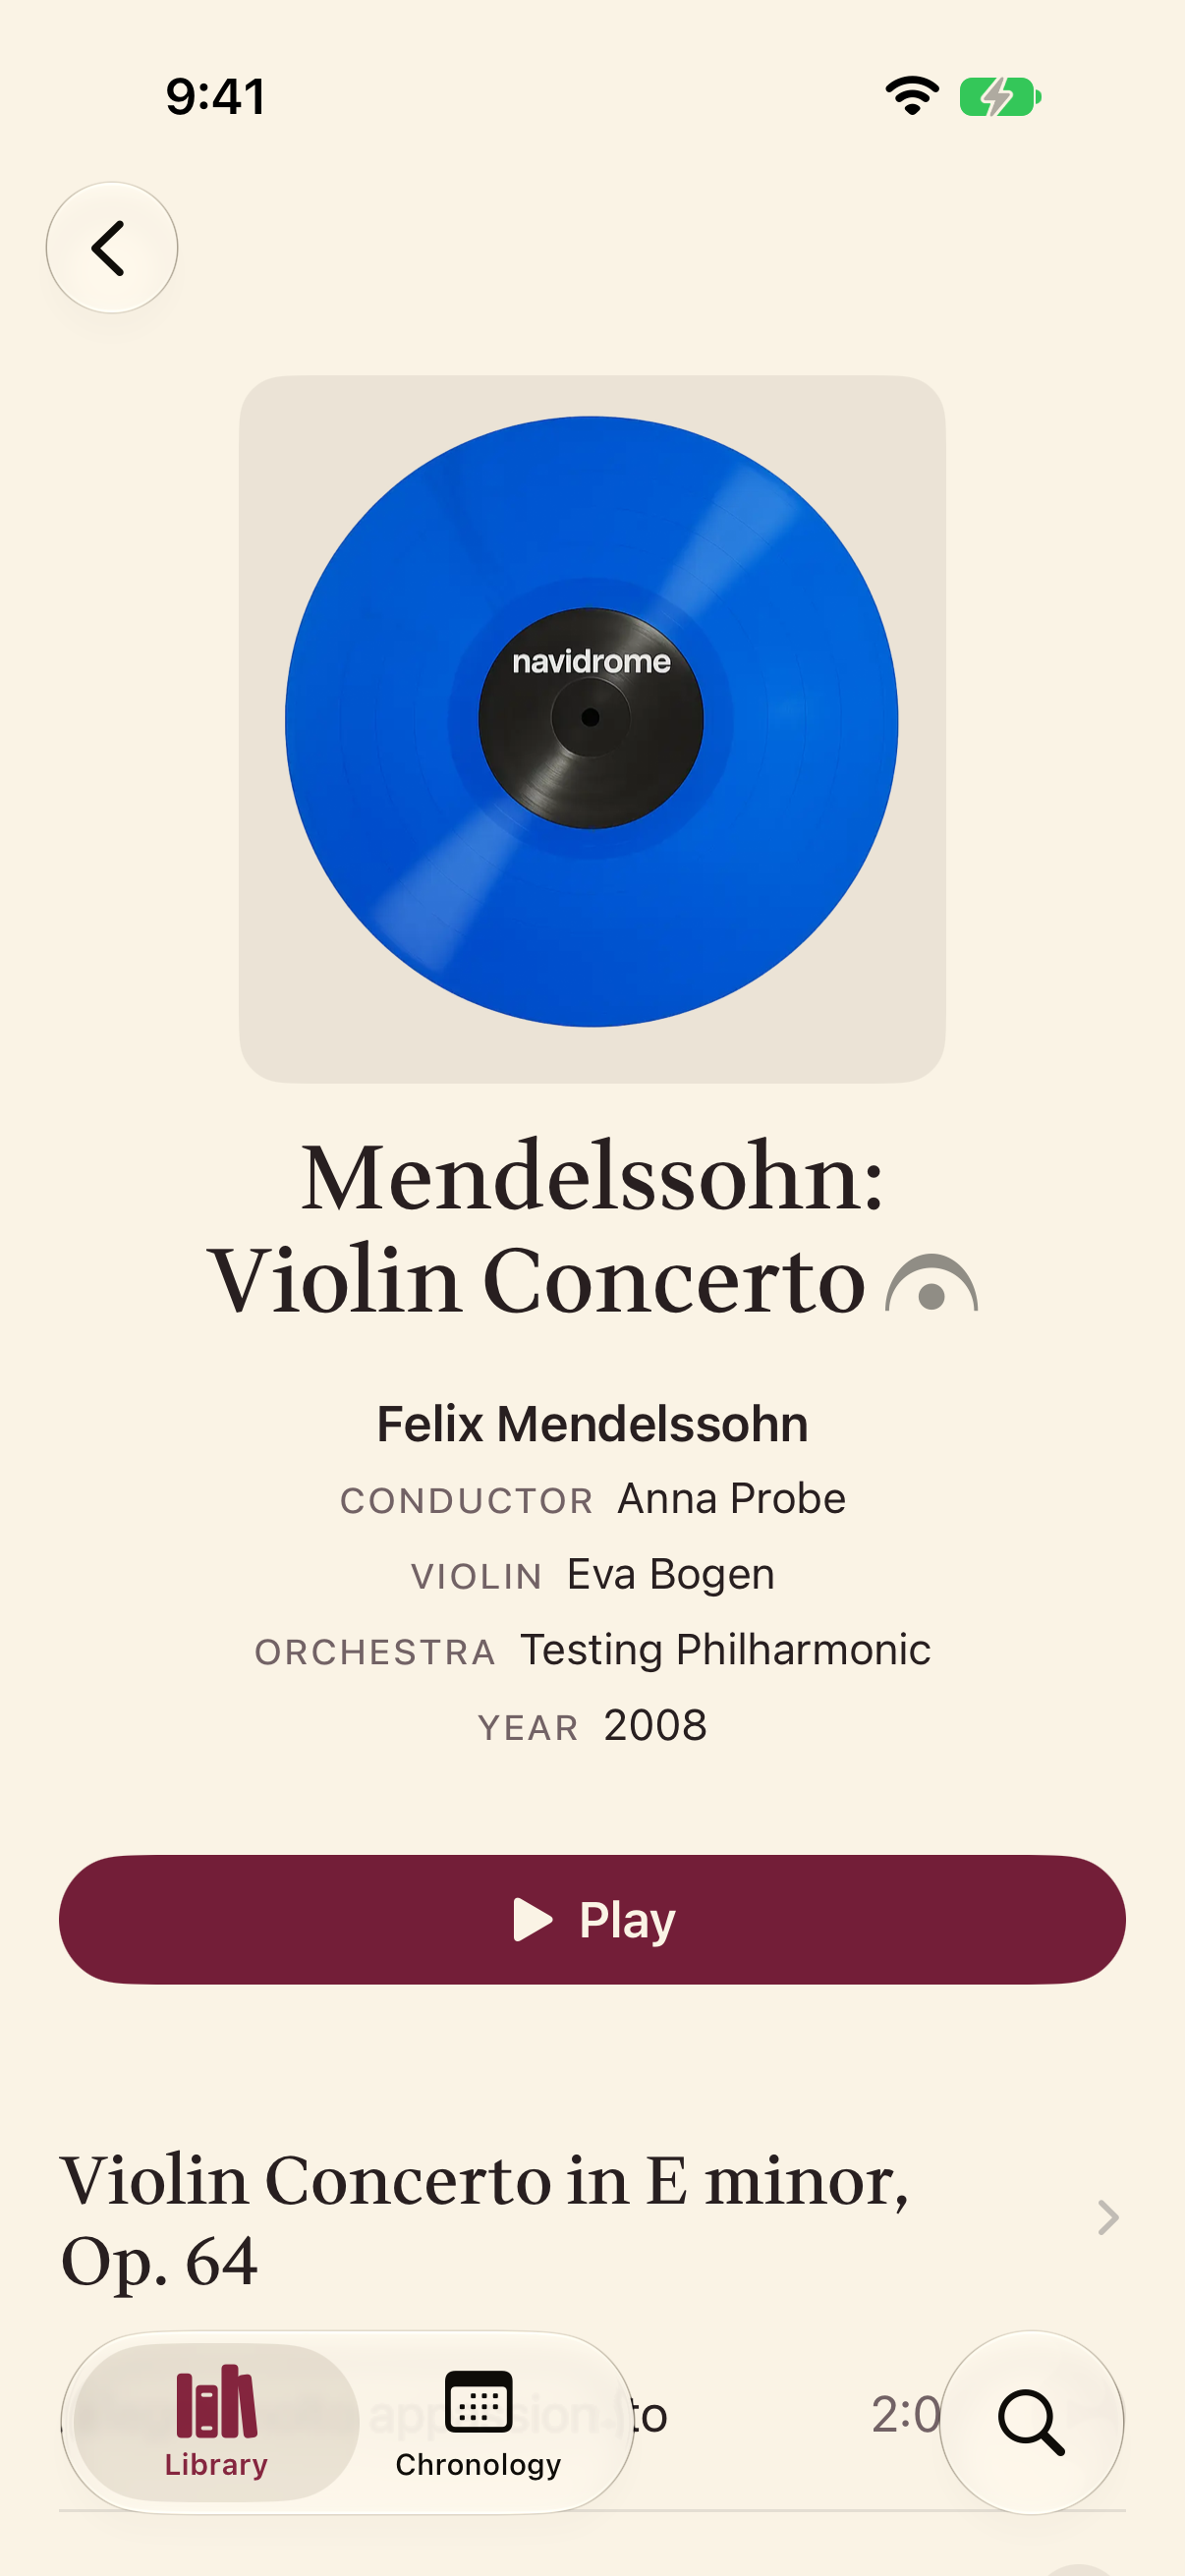 9:41
navidrome
Mendelssohn:
Violin Concerto
Felix Mendelssohn
CONDUCTOR Anna Probe
VIOLIN Eva Bogen
ORCHESTRA Testing Philharmonic
YEAR 2008
Play
Violin Concerto in E minor,
Op. 64
Library
Chronology